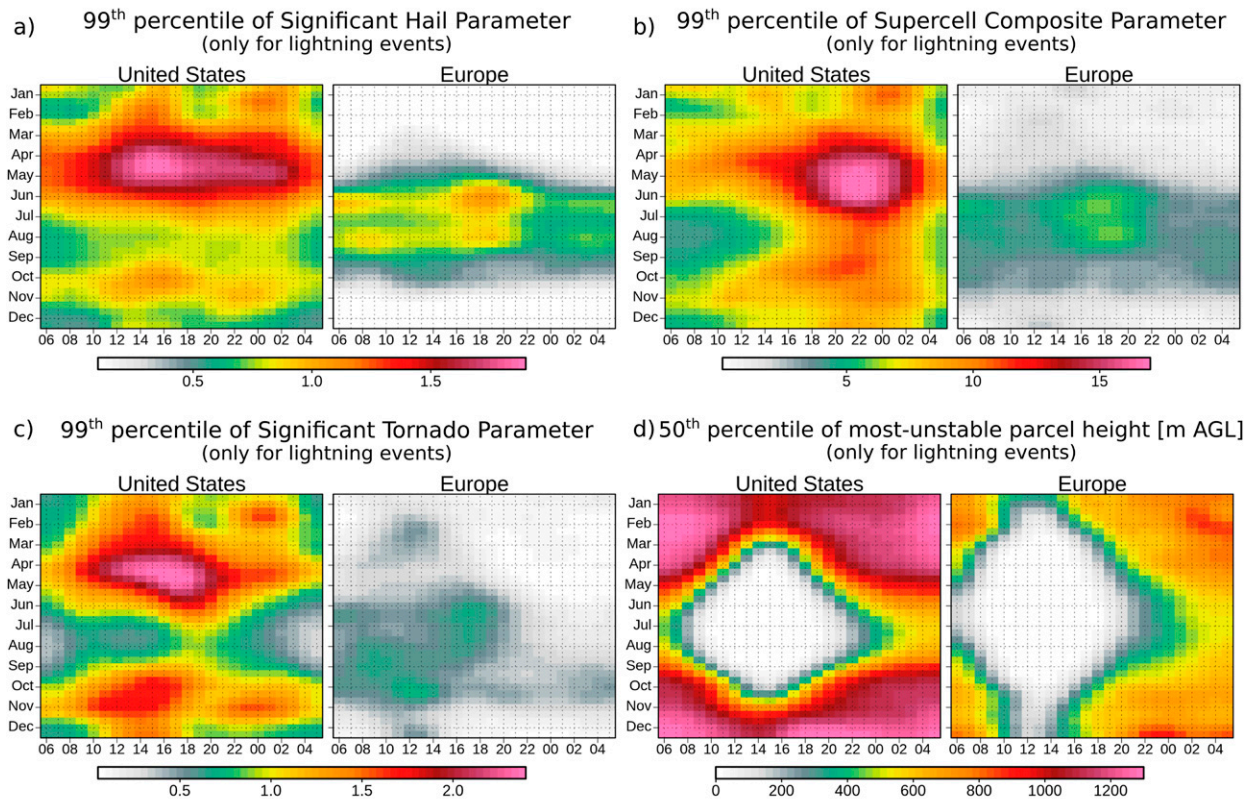 a) 99th percentile of Significant Hail Parameter
(only for lightning events)
United States Europe
Jan
Feb
Mar
Apr
May
Jun
Jul
Aug
Sep
Oct
Nov
Dec
06 08 10 12 14 16 18 20 22 00 02 04 06 08 10 12 14 16 18 20 22 00 02 04
0.5 1.0 1.5
b) 99th percentile of Supercell Composite Parameter
(only for lightning events)
United States Europe
Jan
Feb
Mar
Apr
May
Jun
Jul
Aug
Sep
Oct
Nov
Dec
06 08 10 12 14 16 18 20 22 00 02 04 06 08 10 12 14 16 18 20 22 00 02 04
5 10 15
c) 99th percentile of Significant Tornado Parameter
(only for lightning events)
United States Europe
Jan
Feb
Mar
Apr
May
Jun
Jul
Aug
Sep
Oct
Nov
Dec
06 08 10 12 14 16 18 20 22 00 02 04 06 08 10 12 14 16 18 20 22 00 02 04
0.5 1.0 1.5 2.0
d) 50th percentile of most-unstable parcel height [m AGL]
(only for lightning events)
United States Europe
Jan
Feb
Mar
Apr
May
Jun
Jul
Aug
Sep
Oct
Nov
Dec
06 08 10 12 14 16 18 20 22 00 02 04 06 08 10 12 14 16 18 20 22 00 02 04
0 200 400 600 800 1000 1200